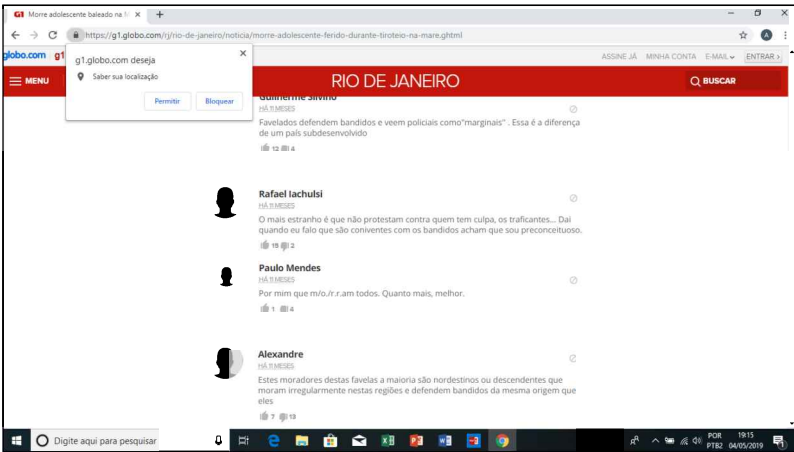 G1 Morre adolescente baleado na M
https://g1.globo.com/rj/rio-de-janeiro/noticia/morre-adolescente-ferido-durante-tiroteio-na-mare.ghtml
A
globo.com g1
ASSINE JÁ MINHA CONTA E-MAIL ENTRAR >
g1.globo.com deseja
Saber sua localização
Permitir Bloquear
MENU RIO DE JANEIRO BUSCAR
Guilherme Silvino
HÁ 11 MESES
Favelados defendem bandidos e veem policiais como"marginais" . Essa é a diferença
de um país subdesenvolvido
12 4
Rafael Iachulsi
HÁ 11 MESES
O mais estranho é que não protestam contra quem tem culpa, os traficantes... Dai
quando eu falo que são coniventes com os bandidos acham que sou preconceituoso.
19 2
Paulo Mendes
HÁ 11 MESES
Por mim que m/o./r.r.am todos. Quanto mais, melhor.
1 4
Alexandre
HÁ 11 MESES
Estes moradores destas favelas a maioria são nordestinos ou descendentes que
moram irregularmente nestas regiões e defendem bandidos da mesma origem que
eles
7 13
Digite aqui para pesquisar
POR 19:15
PTB2 04/05/2019